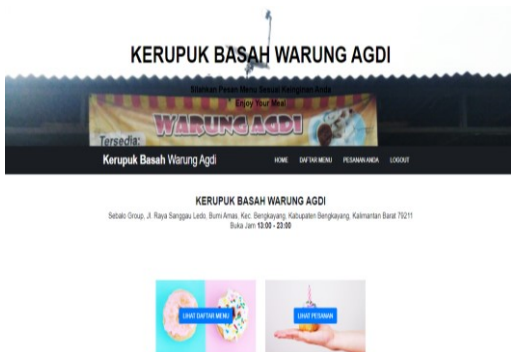 KERUPUK BASAH WARUNG AGDI
Silahkan Pesan Menu Sesuai Keinginan Anda
Enjoy Your Meal
WARUNG AGDI
Tersedia:
Kerupuk Basah Warung Agdi
HOME DAFTAR MENU PESANAN ANDA LOGOUT
KERUPUK BASAH WARUNG AGDI
Sebalo Group, Jl. Raya Sanggau Ledo, Bumi Amas, Kec. Bengkayang, Kabupaten Bengkayang, Kalimantan Barat 79211
Buka Jam 13:00 - 23:00
LIHAT DAFTAR MENU LIHAT PESANAN